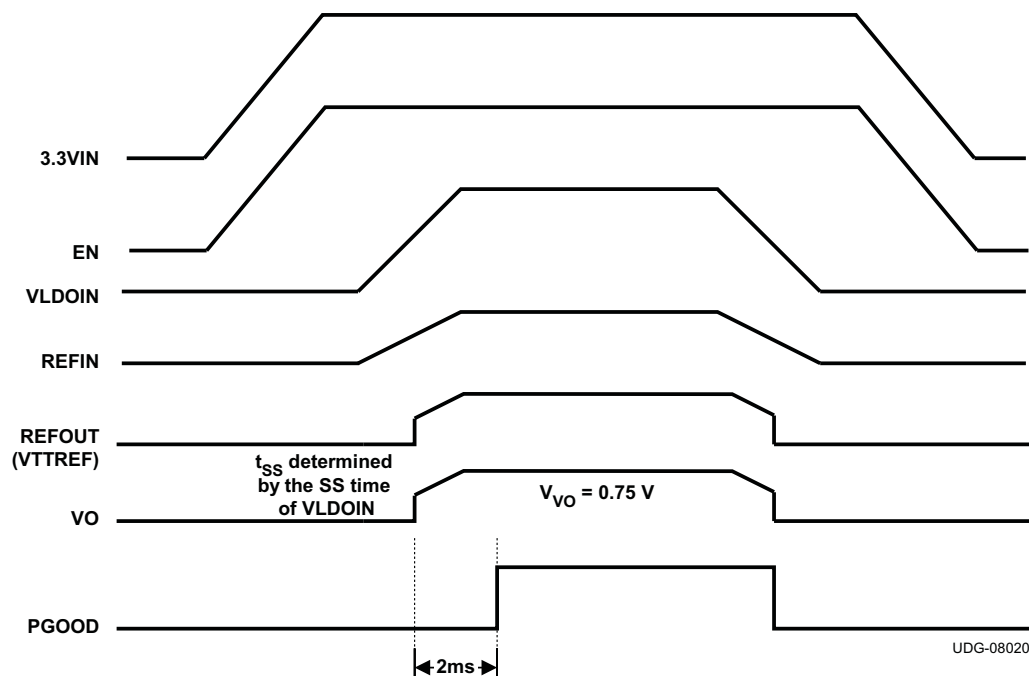 3.3VIN
EN
VLDOIN
REFIN
REFOUT
(VTTREF)
tSS determined
by the SS time
of VLDOIN
VO
VVO = 0.75 V
PGOOD
2ms
UDG-08020